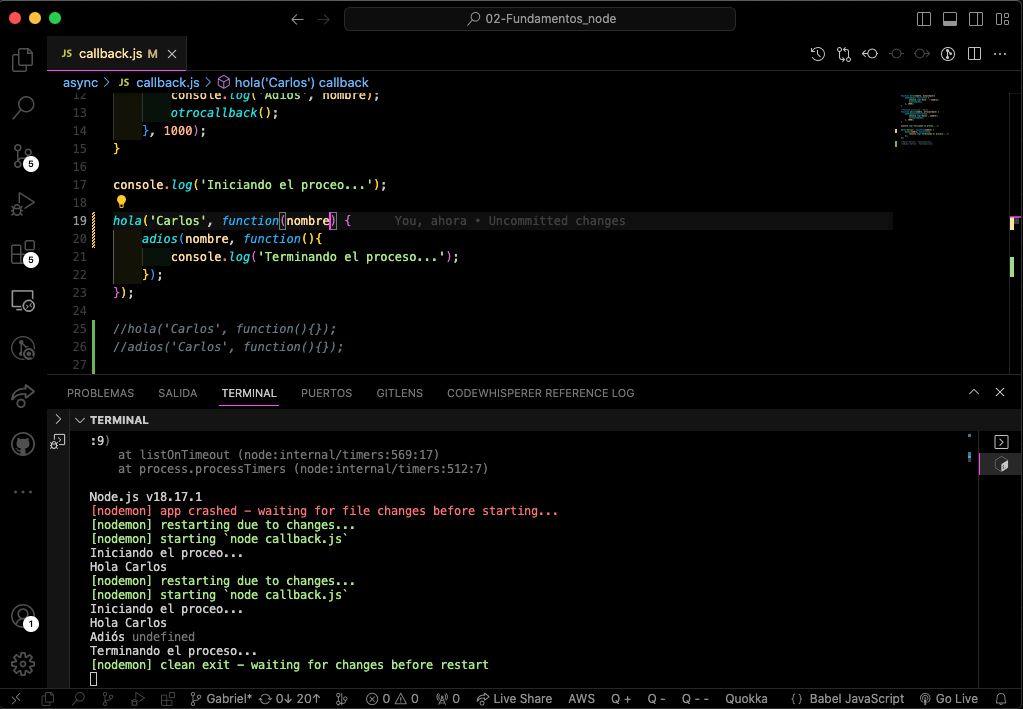 02-Fundamentos_node
JS callback.js M
async > JS callback.js > hola('Carlos') callback
12 console.log('Adiós', nombre);
13 otrocallback();
14 }, 1000);
15 }
16
17 console.log('Iniciando el proceo...');
18
19 hola('Carlos', function(nombre) { You, ahora • Uncommitted changes
20 adios(nombre, function(){
21 console.log('Terminando el proceso...');
22 });
23 });
24
25 //hola('Carlos', function(){});
26 //adios('Carlos', function(){});
27
5
5
1
PROBLEMAS SALIDA TERMINAL PUERTOS GITLENS CODEWHISPERER REFERENCE LOG
TERMINAL
:9)
at listOnTimeout (node:internal/timers:569:17)
at process.processTimers (node:internal/timers:512:7)
Node.js v18.17.1
[nodemon] app crashed - waiting for file changes before starting...
[nodemon] restarting due to changes...
[nodemon] starting `node callback.js`
Iniciando el proceo...
Hola Carlos
[nodemon] restarting due to changes...
[nodemon] starting `node callback.js`
Iniciando el proceo...
Hola Carlos
Adiós undefined
Terminando el proceso...
[nodemon] clean exit - waiting for changes before restart
Gabriel* 0↓ 20↑ 0 0 0 Live Share AWS Q + Q - Q - - Quokka {} Babel JavaScript Go Live